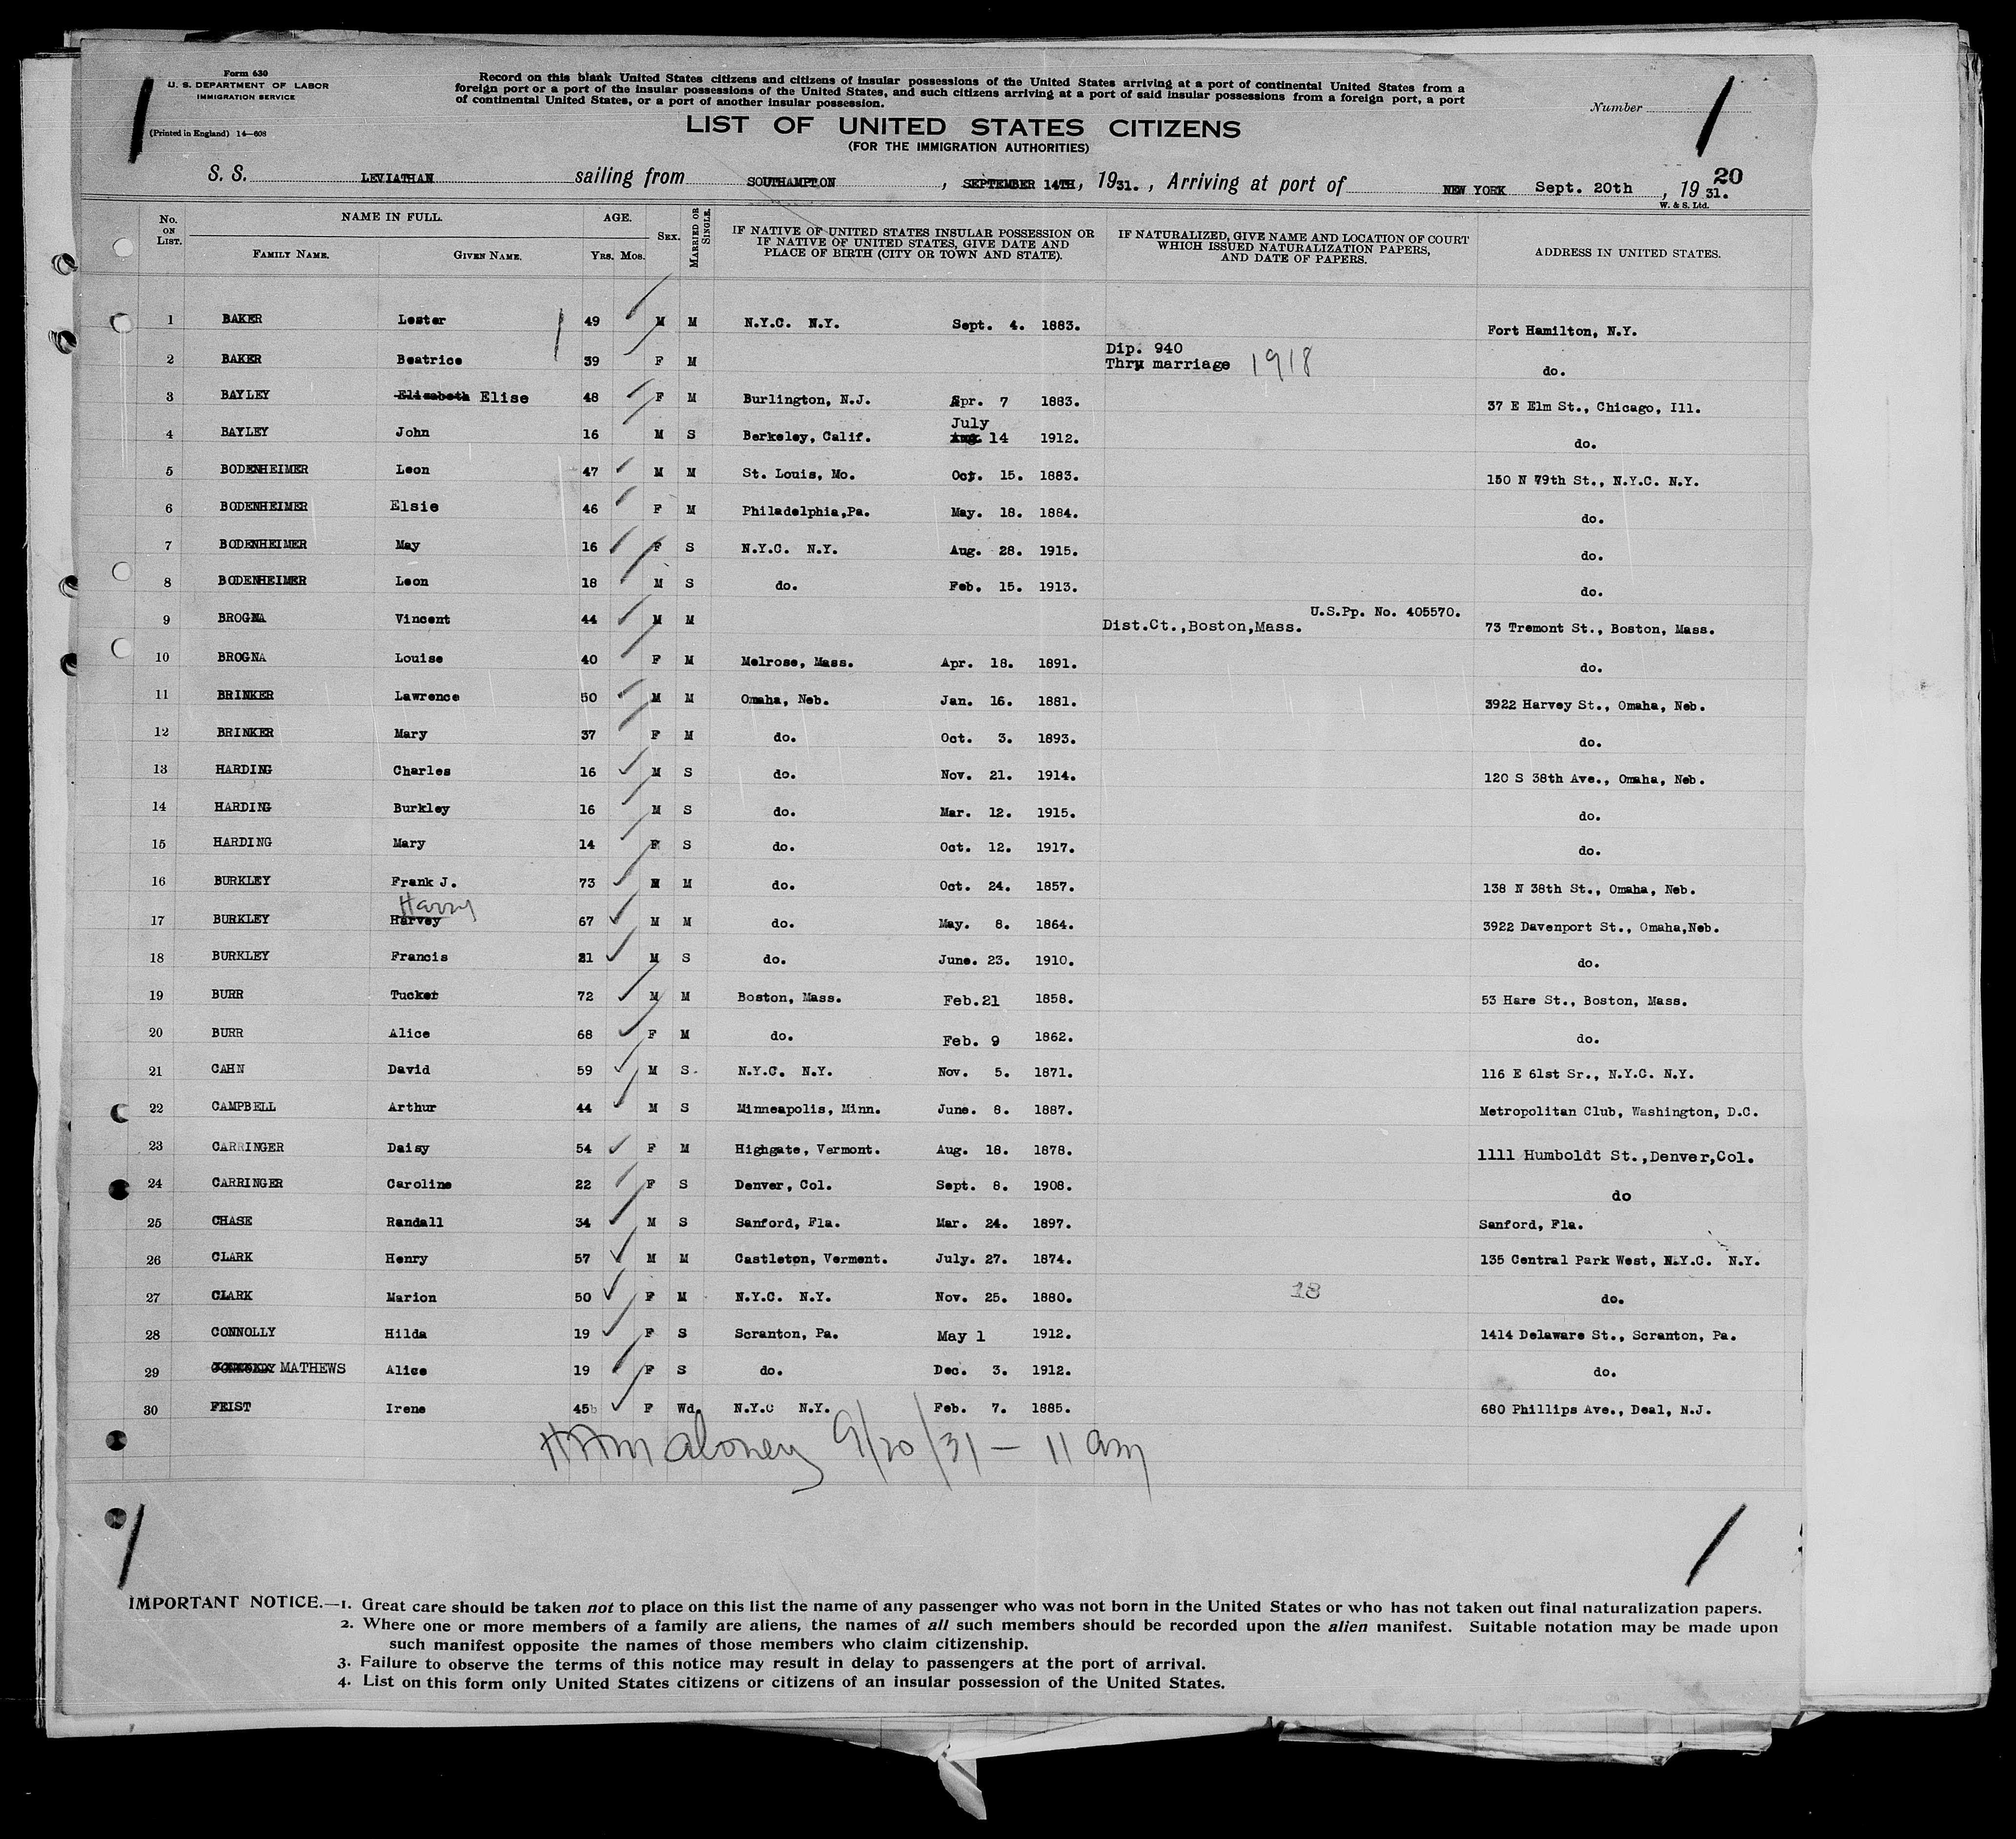 Form 630
U. S. DEPARTMENT OF LABOR
IMMIGRATION SERVICE
(Printed in England) 14—608
Record on this blank United States citizens and citizens of insular possessions of the United States arriving at a port of continental United States from a
foreign port or a port of the insular possessions of the United States, and such citizens arriving at a port of said insular possessions from a foreign port, a port
of continental United States, or a port of another insular possession.
Number
LIST OF UNITED STATES CITIZENS
(FOR THE IMMIGRATION AUTHORITIES)
20
S. S. LEVIATHAN sailing from SOUTHAMPTON, SEPTEMBER 14TH, 1931., Arriving at port of NEW YORK Sept. 20th, 1931.
W. & S. Ltd.
No. ON LIST. NAME IN FULL. FAMILY NAME. GIVEN NAME. AGE. YRS. MOS. SEX. MARRIED OR SINGLE. IF NATIVE OF UNITED STATES INSULAR POSSESSION OR IF NATIVE OF UNITED STATES, GIVE DATE AND PLACE OF BIRTH (CITY OR TOWN AND STATE). IF NATURALIZED, GIVE NAME AND LOCATION OF COURT WHICH ISSUED NATURALIZATION PAPERS, AND DATE OF PAPERS. ADDRESS IN UNITED STATES.
1 BAKER Lester 49 M M N.Y.C. N.Y. Sept. 4. 1883. Fort Hamilton, N.Y.
2 BAKER Beatrice 39 F M Dip. 940 Thru marriage 1918 do.
3 BAYLEY Elizabeth Elise 48 F M Burlington, N.J. Apr. 7 1883. 37 E Elm St., Chicago, Ill.
4 BAYLEY John 16 M S Berkeley, Calif. July Aug. 14 1912. do.
5 BODENHEIMER Leon 47 M M St. Louis, Mo. Oct. 15. 1883. 150 N 79th St., N.Y.C. N.Y.
6 BODENHEIMER Elsie 46 F M Philadelphia,Pa. May. 18. 1884. do.
7 BODENHEIMER May 16 F S N.Y.C. N.Y. Aug. 28. 1915. do.
8 BODENHEIMER Leon 18 M S do. Feb. 15. 1913. do.
9 BROGNA Vincent 44 M M U.S.Pp. No. 405570. Dist.Ct.,Boston,Mass. 73 Tremont St., Boston, Mass.
10 BROGNA Louise 40 F M Melrose, Mass. Apr. 18. 1891. do.
11 BRINKER Lawrence 50 M M Omaha, Neb. Jan. 16. 1881. 3922 Harvey St., Omaha, Neb.
12 BRINKER Mary 37 F M do. Oct. 3. 1893. do.
13 HARDING Charles 16 M S do. Nov. 21. 1914. 120 S 38th Ave., Omaha, Neb.
14 HARDING Burkley 16 M S do. Mar. 12. 1915. do.
15 HARDING Mary 14 F S do. Oct. 12. 1917. do.
16 BURKLEY Frank J. 73 M M do. Oct. 24. 1857. 138 N 38th St., Omaha, Neb.
17 BURKLEY Harvey Harry 67 M M do. May. 8. 1864. 3922 Davenport St., Omaha,Neb.
18 BURKLEY Francis 21 M S do. June. 23. 1910. do.
19 BURR Tucker 72 M M Boston, Mass. Feb.21 1858. 53 Hare St., Boston, Mass.
20 BURR Alice 68 F M do. Feb. 9 1862. do.
21 CAHN David 59 M S. N.Y.C. N.Y. Nov. 5. 1871. 116 E 61st Sr., N.Y.C. N.Y.
22 CAMPBELL Arthur 44 M S Minneapolis, Minn. June. 8. 1887. Metropolitan Club, Washington, D.C.
23 CARRINGER Daisy 54 F M Highgate, Vermont. Aug. 18. 1878. 1111 Humboldt St.,Denver,Col.
24 CARRINGER Caroline 22 F S Denver, Col. Sept. 8. 1908. do
25 CHASE Randall 34 M S Sanford, Fla. Mar. 24. 1897. Sanford, Fla.
26 CLARK Henry 57 M M Castleton, Verment. July. 27. 1874. 135 Central Park West, N.Y.C. N.Y.
27 CLARK Marion 50 F M N.Y.C. N.Y. Nov. 25. 1880. 18 do.
28 CONNOLLY Hilda 19 F S Scranton, Pa. May 1 1912. 1414 Delaware St., Scranton, Pa.
29 MATHEWS Alice 19 F S do. Dec. 3. 1912. do.
30 FEIST Irene 45 F Wd. N.Y.C N.Y. Feb. 7. 1885. 680 Phillips Ave., Deal, N.J.
Maloney 9/20/31 — 11 am
IMPORTANT NOTICE.—1. Great care should be taken not to place on this list the name of any passenger who was not born in the United States or who has not taken out final naturalization papers.
2. Where one or more members of a family are aliens, the names of all such members should be recorded upon the alien manifest. Suitable notation may be made upon
such manifest opposite the names of those members who claim citizenship.
3. Failure to observe the terms of this notice may result in delay to passengers at the port of arrival.
4. List on this form only United States citizens or citizens of an insular possession of the United States.